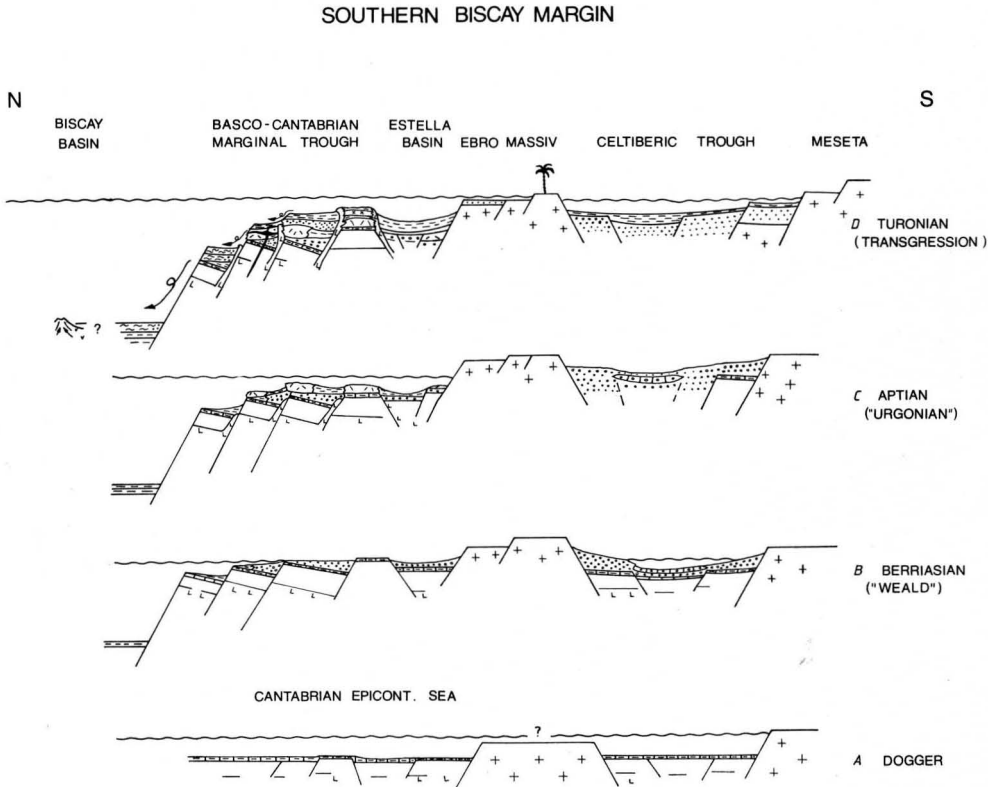 SOUTHERN BISCAY MARGIN
N
S
BISCAY
BASIN
BASCO-CANTABRIAN
MARGINAL TROUGH
ESTELLA
BASIN
EBRO MASSIV
CELTIBERIC TROUGH
MESETA
D TURONIAN
(TRANSGRESSION)
?
C APTIAN
("URGONIAN")
B BERRIASIAN
("WEALD")
CANTABRIAN EPICONT. SEA
?
A DOGGER